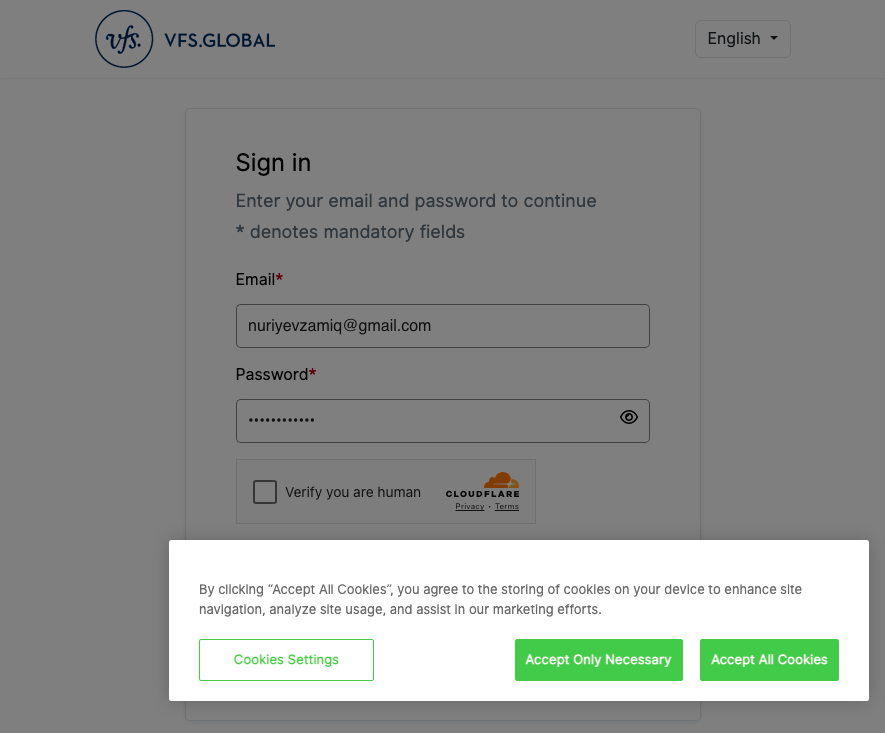 vfs. VFS.GLOBAL
English
Sign in
Enter your email and password to continue
* denotes mandatory fields
Email*
nuriyevzamiq@gmail.com
Password*
••••••••••••
Verify you are human
CLOUDFLARE
Privacy • Terms
By clicking “Accept All Cookies”, you agree to the storing of cookies on your device to enhance site
navigation, analyze site usage, and assist in our marketing efforts.
Cookies Settings
Accept Only Necessary
Accept All Cookies